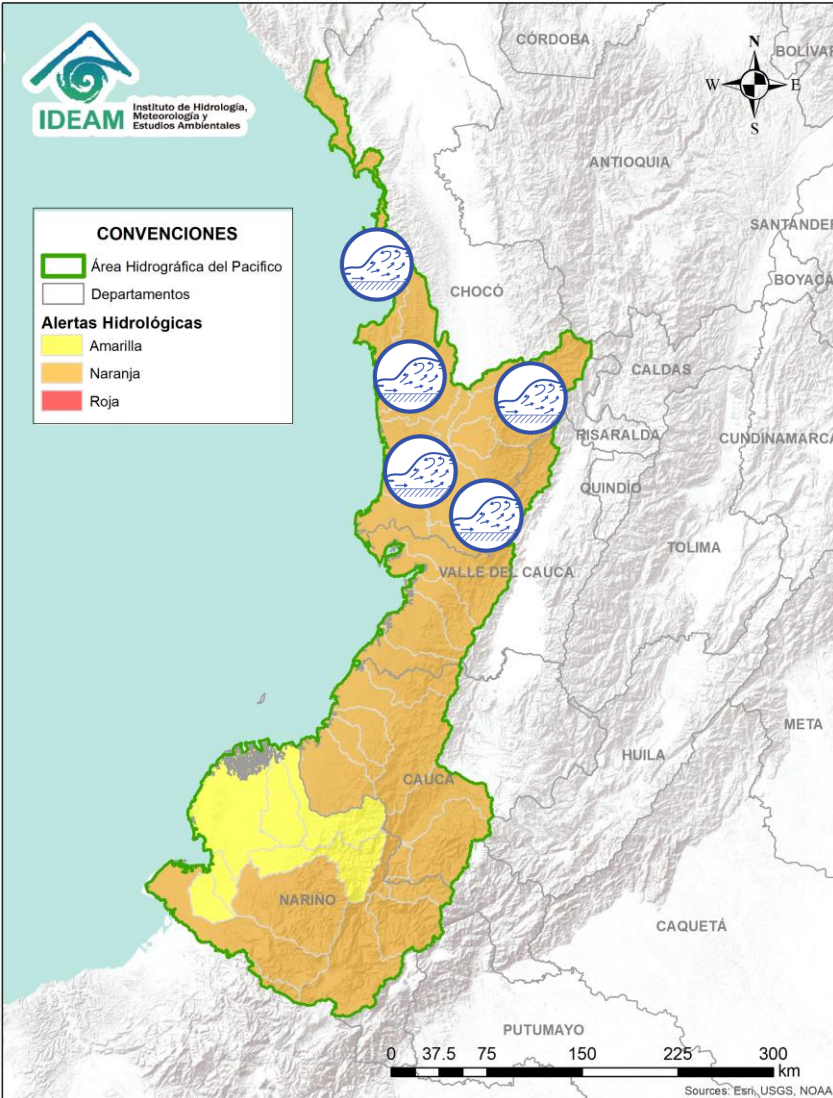 IDEAM
Instituto de Hidrología,
Meteorología y
Estudios Ambientales
N
W
E
S
CONVENCIONES
Área Hidrográfica del Pacifico
Departamentos
Alertas Hidrológicas
Amarilla
Naranja
Roja
CÓRDOBA
BOLÍVAR
ANTIOQUIA
SANTANDER
BOYACÁ
CHOCÓ
CALDAS
RISARALDA
CUNDINAMARCA
QUINDÍO
TOLIMA
VALLE DEL CAUCA
META
HUILA
CAUCA
NARIÑO
CAQUETÁ
PUTUMAYO
0 37.5 75 150 225 300
km
Sources: Esri, USGS, NOAA